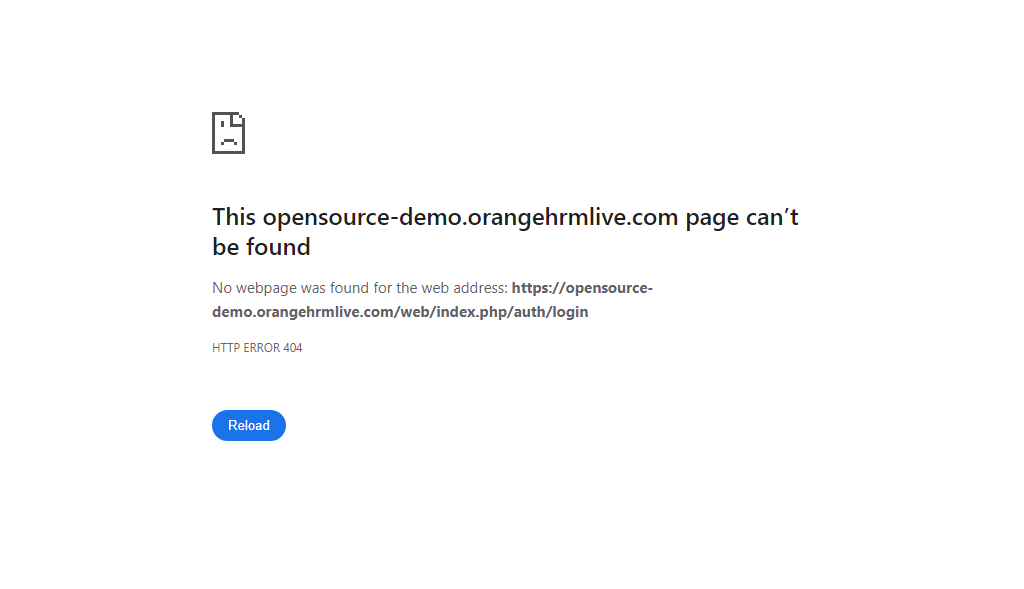 This opensource-demo.orangehrmlive.com page can’t
be found
No webpage was found for the web address: https://opensource-
demo.orangehrmlive.com/web/index.php/auth/login
HTTP ERROR 404
Reload